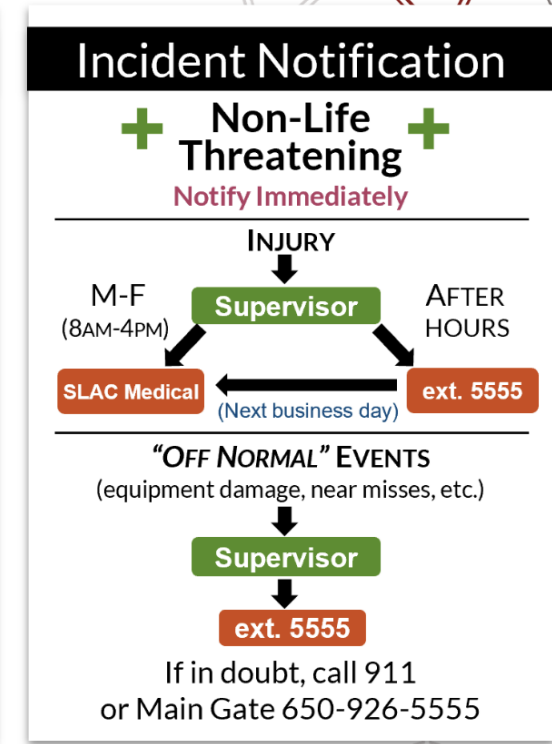 Incident Notification
Non-Life
Threatening
Notify Immediately
INJURY
M-F
(8AM-4PM)
Supervisor
AFTER
HOURS
SLAC Medical
(Next business day)
ext. 5555
"OFF NORMAL" EVENTS
(equipment damage, near misses, etc.)
Supervisor
ext. 5555
If in doubt, call 911
or Main Gate 650-926-5555